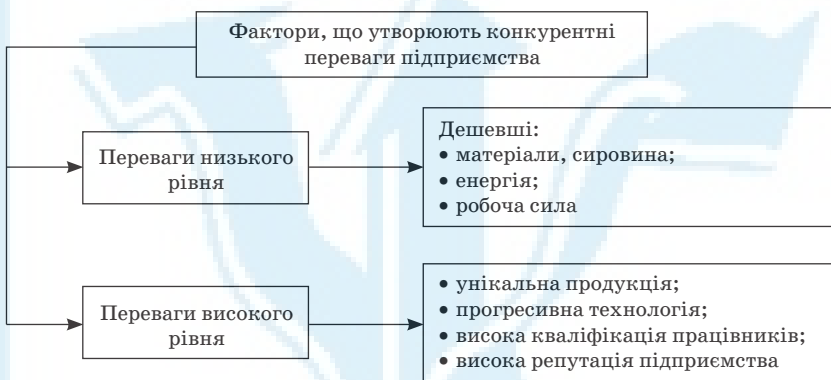 Фактори, що утворюють конкурентні
переваги підприємства
Переваги низького
рівня
Дешевші:
• матеріали, сировина;
• енергія;
• робоча сила
Переваги високого
рівня
• унікальна продукція;
• прогресивна технологія;
• висока кваліфікація працівників;
• висока репутація підприємства